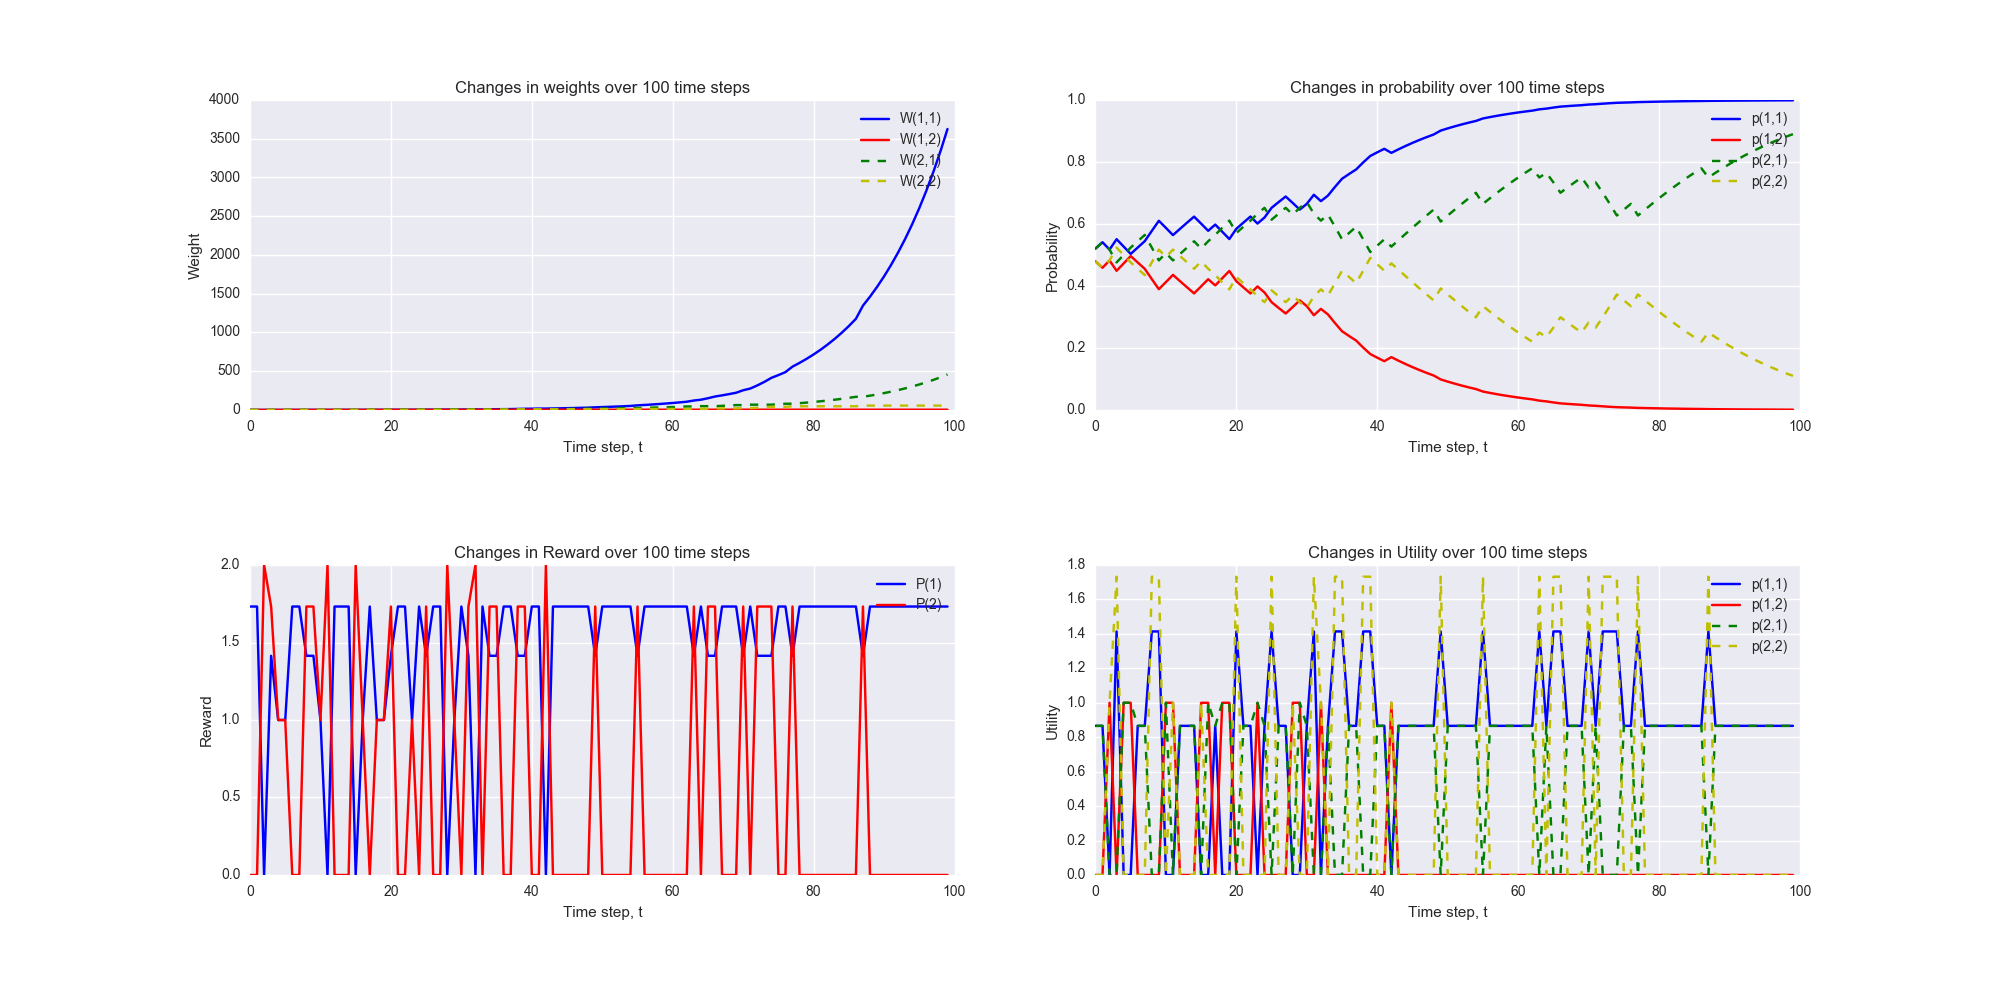 Changes in weights over 100 time steps
4000
3500
3000
2500
2000
1500
1000
500
0
Weight
W(1,1)
W(1,2)
W(2,1)
W(2,2)
0 20 40 60 80 100
Time step, t
Changes in probability over 100 time steps
1.0
0.8
0.6
0.4
0.2
0.0
Probability
p(1,1)
p(1,2)
p(2,1)
p(2,2)
0 20 40 60 80 100
Time step, t
Changes in Reward over 100 time steps
2.0
1.5
1.0
0.5
0.0
Reward
P(1)
P(2)
0 20 40 60 80 100
Time step, t
Changes in Utility over 100 time steps
1.8
1.6
1.4
1.2
1.0
0.8
0.6
0.4
0.2
0.0
Utility
p(1,1)
p(1,2)
p(2,1)
p(2,2)
0 20 40 60 80 100
Time step, t